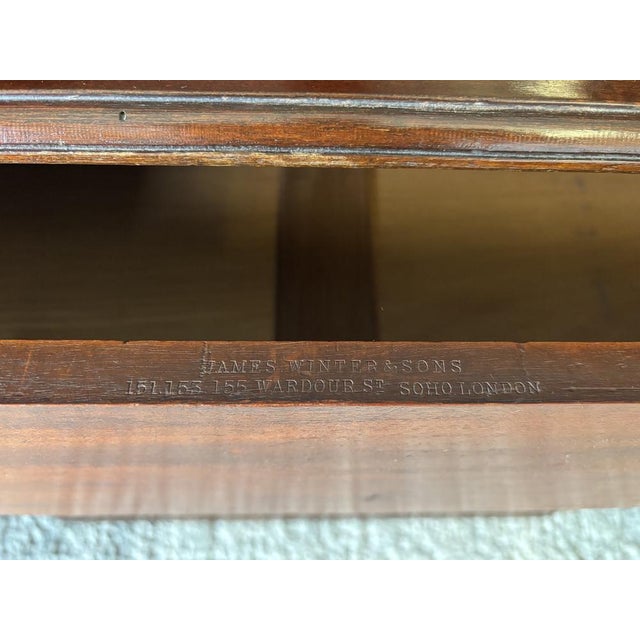 JAMES WINTER & SONS
151.153 155 WARDOUR ST SOHO LONDON